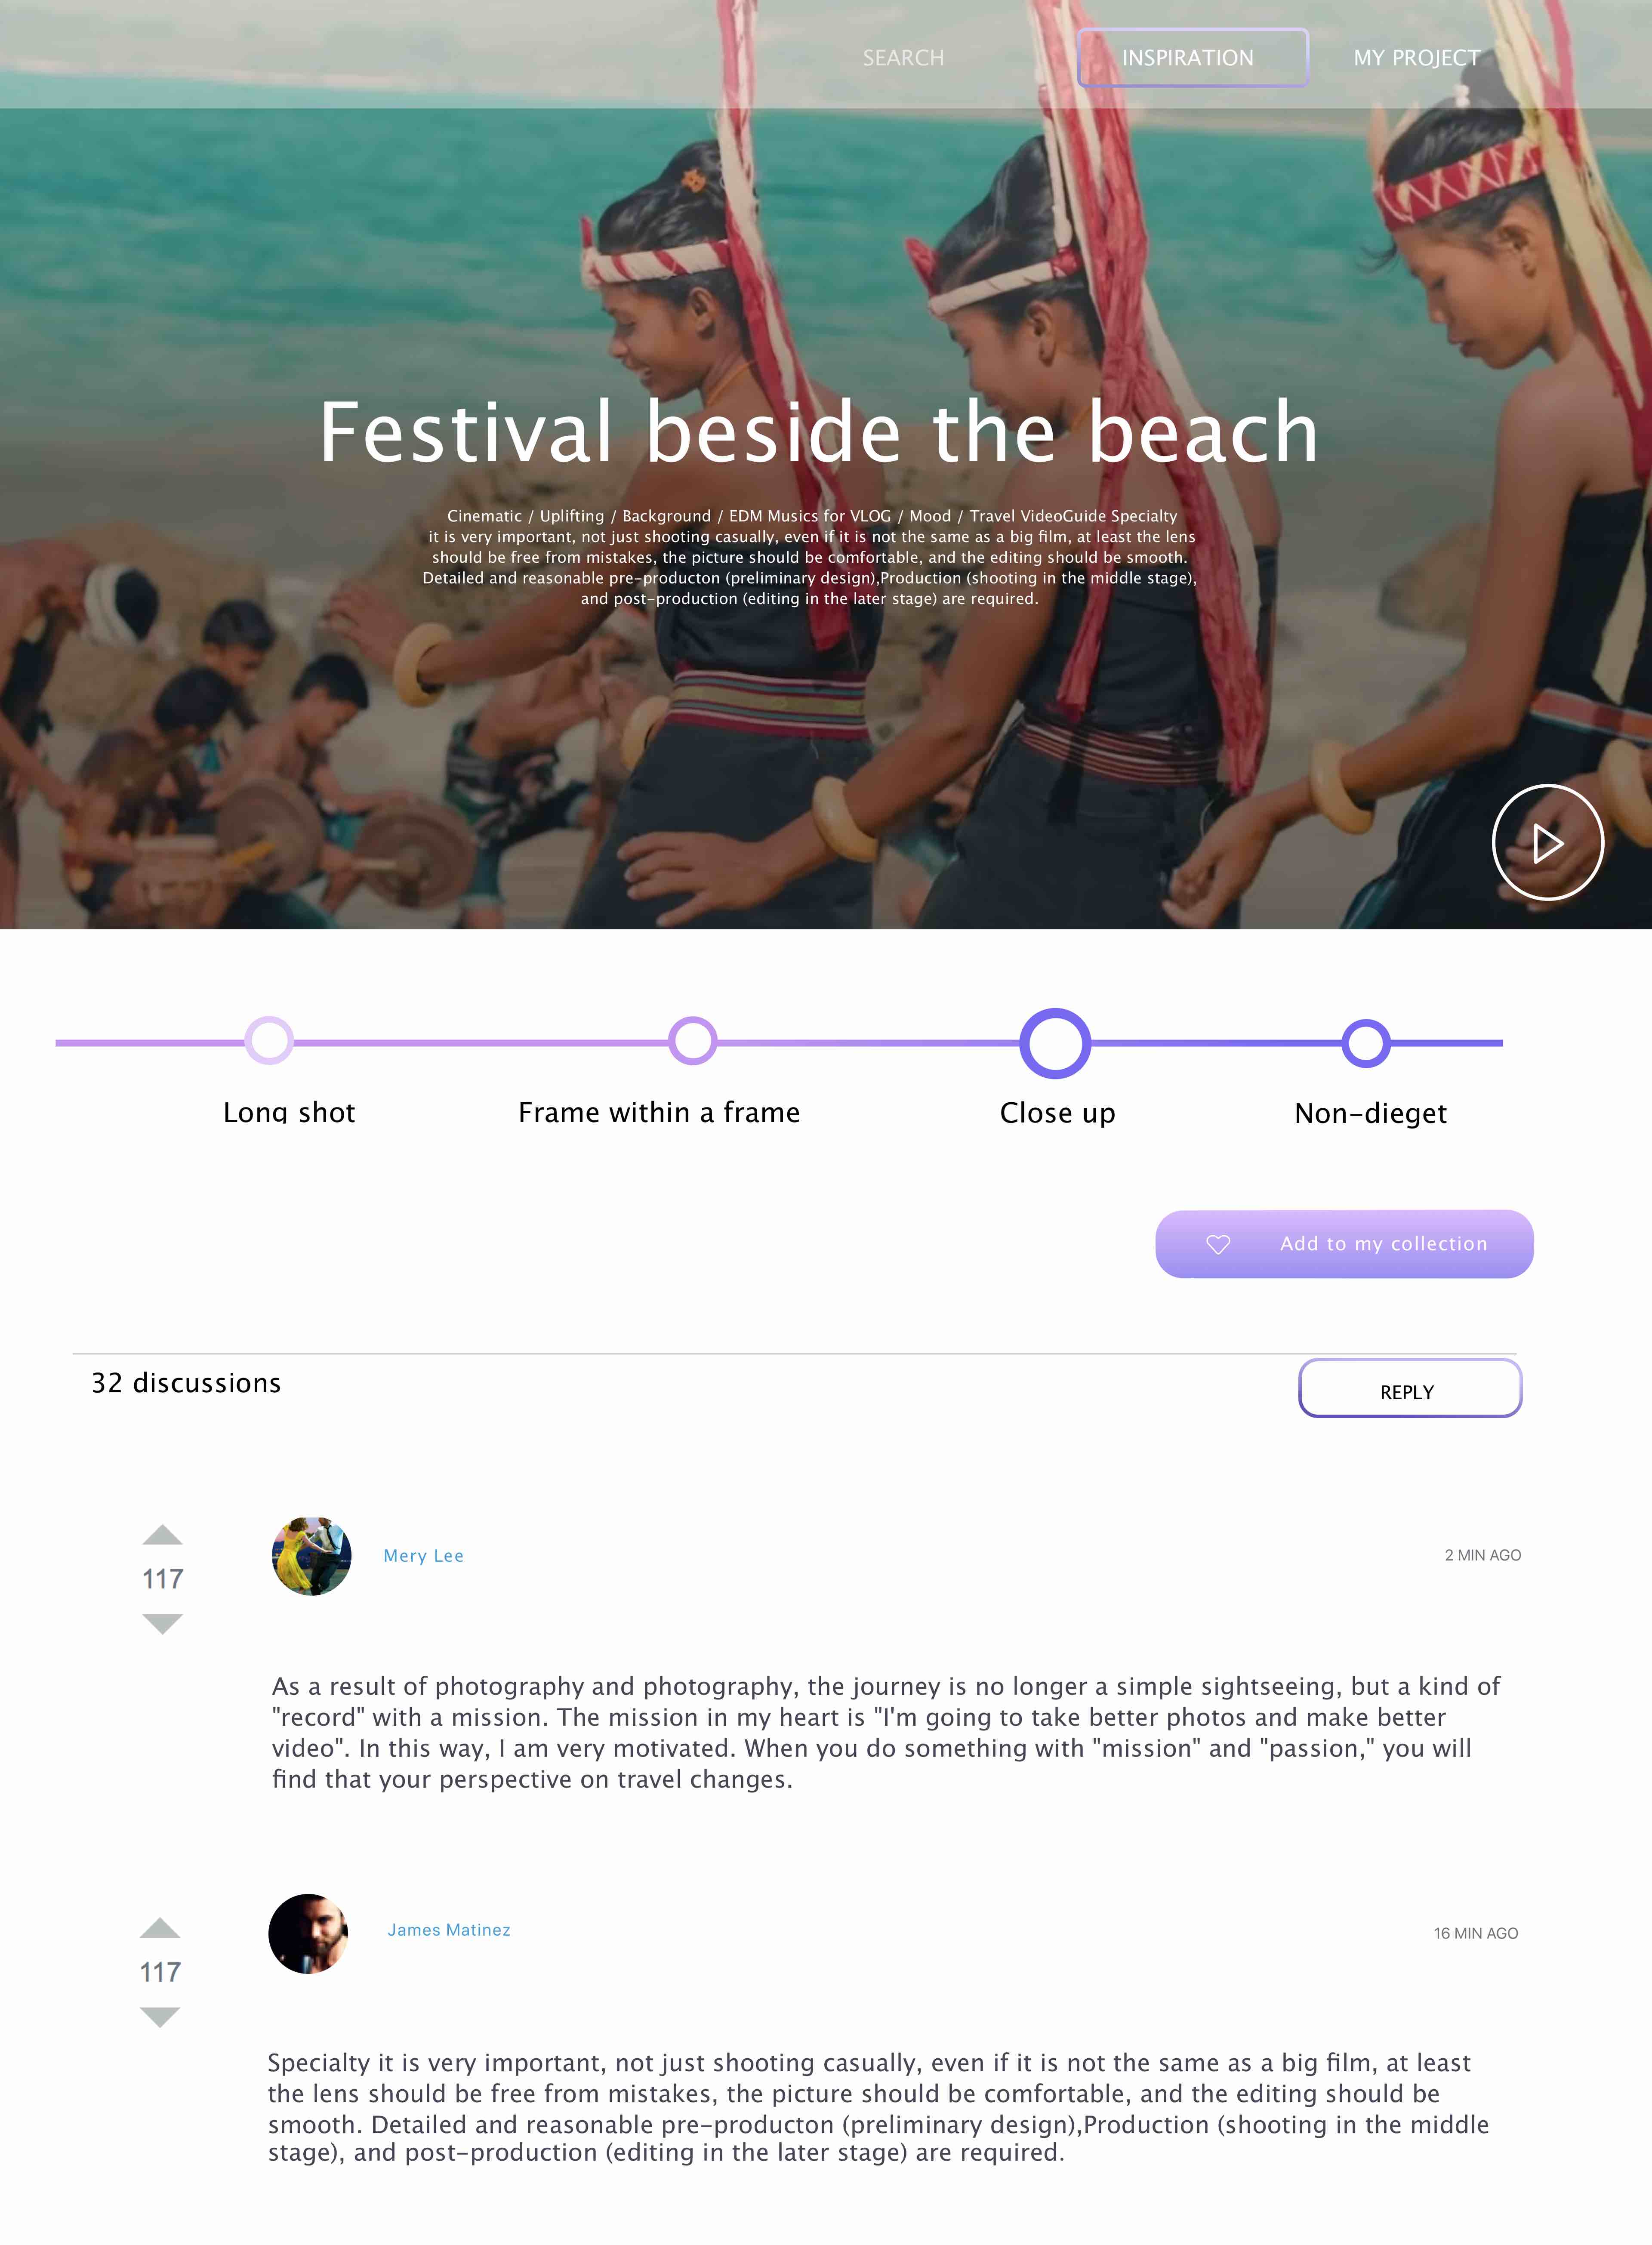 SEARCH
INSPIRATION
MY PROJECT
Festival beside the beach
Cinematic / Uplifting / Background / EDM Musics for VLOG / Mood / Travel VideoGuide Specialty
it is very important, not just shooting casually, even if it is not the same as a big film, at least the lens
should be free from mistakes, the picture should be comfortable, and the editing should be smooth.
Detailed and reasonable pre-producton (preliminary design),Production (shooting in the middle stage),
and post-production (editing in the later stage) are required.
Long shot
Frame within a frame
Close up
Non-dieget
Add to my collection
32 discussions
REPLY
117
Mery Lee
2 MIN AGO
As a result of photography and photography, the journey is no longer a simple sightseeing, but a kind of
"record" with a mission. The mission in my heart is "I'm going to take better photos and make better
video". In this way, I am very motivated. When you do something with "mission" and "passion," you will
find that your perspective on travel changes.
117
James Matinez
16 MIN AGO
Specialty it is very important, not just shooting casually, even if it is not the same as a big film, at least
the lens should be free from mistakes, the picture should be comfortable, and the editing should be
smooth. Detailed and reasonable pre-producton (preliminary design),Production (shooting in the middle
stage), and post-production (editing in the later stage) are required.